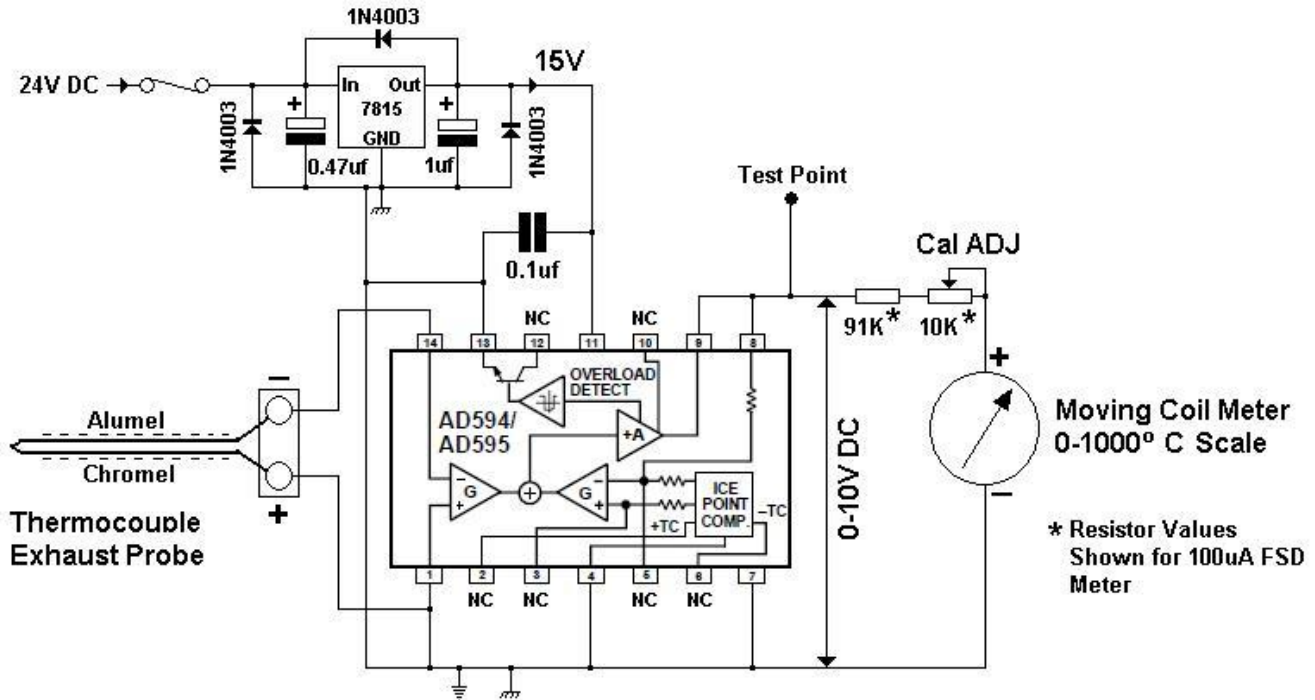 1N4003
24V DC
15V
In Out
7815
GND
+
+
1N4003
1N4003
0.47uf
1uf
Test Point
0.1uf
Cal ADJ
91K*
10K*
NC
NC
14 13 12 11 10 9 8
OVERLOAD
DETECT
AD594/
AD595
+A
−
G
+
+
−
G
+
ICE
POINT
COMP.
+TC
−TC
1 2 3 4 5 6 7
NC
NC
NC
NC
−
Alumel
Chromel
+
Thermocouple
Exhaust Probe
0-10V DC
+
−
Moving Coil Meter
0-1000º C Scale
* Resistor Values
Shown for 100uA FSD
Meter